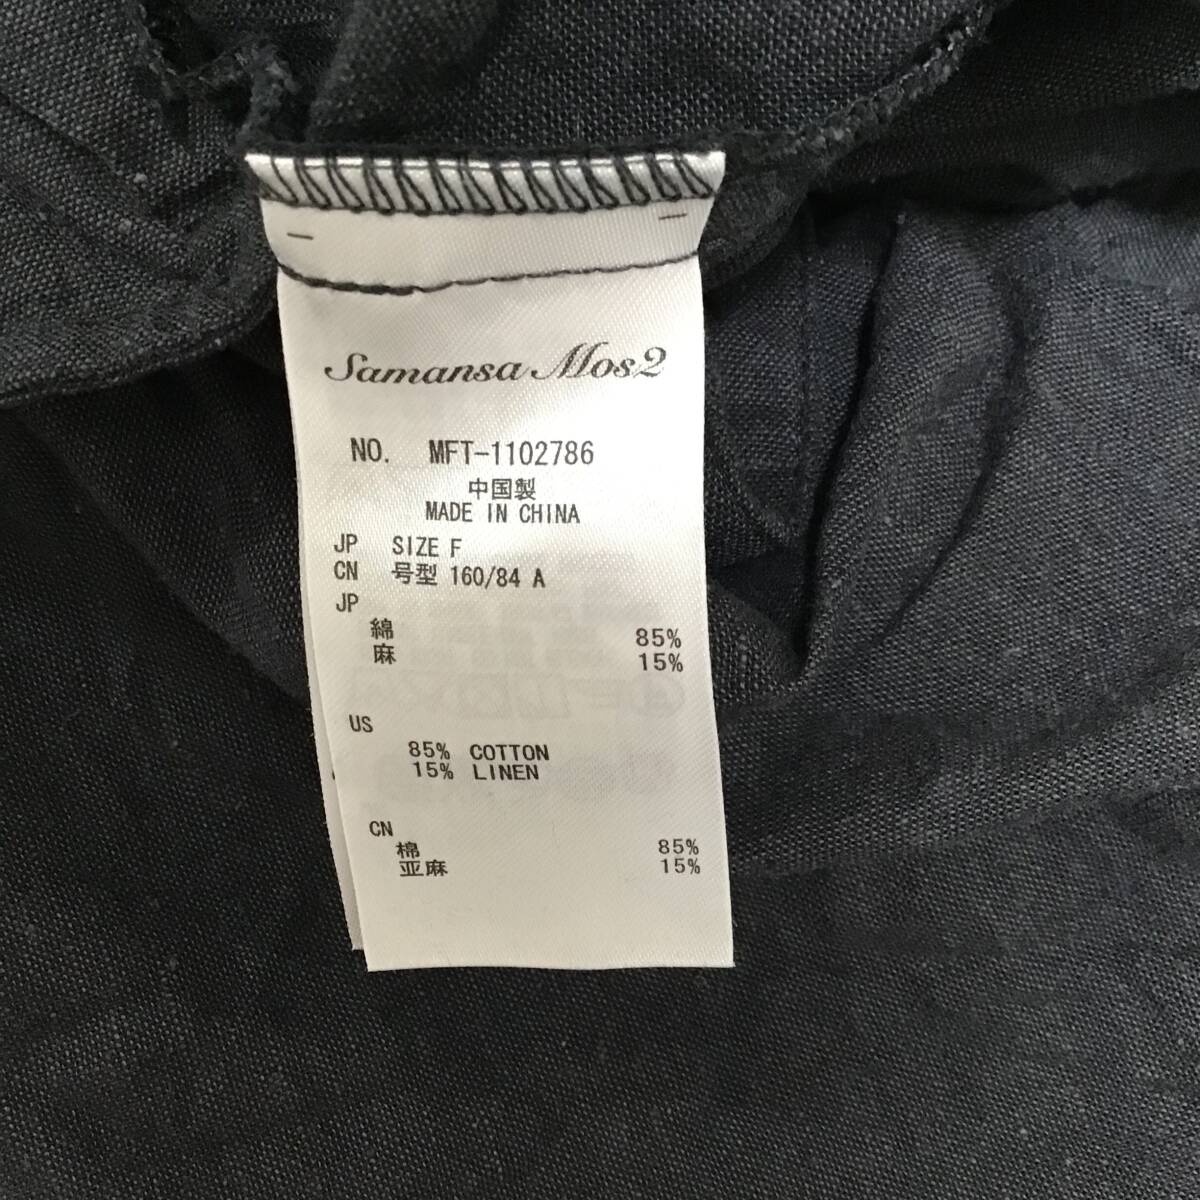 Samansa Mos2
NO. MFT-1102786
中国製
MADE IN CHINA
JP SIZE F
CN 号型 160/84 A
JP
綿 85%
麻 15%
US
85% COTTON
15% LINEN
CN
棉 85%
亚麻 15%